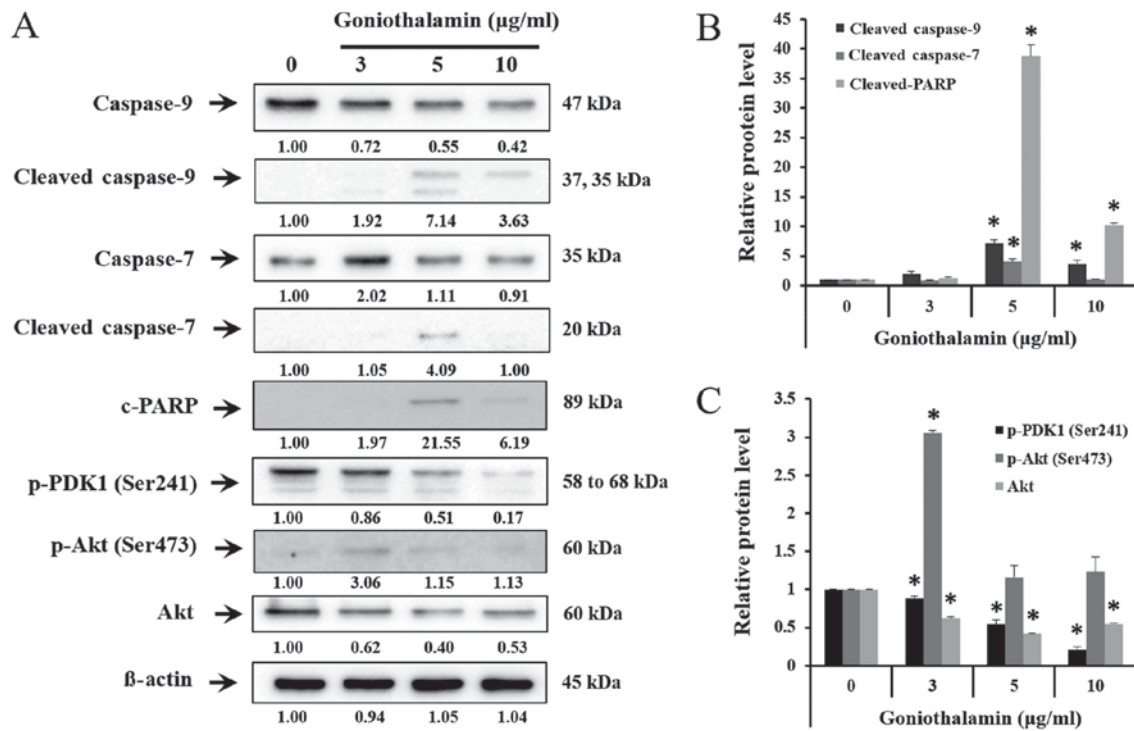 A
Goniothalamin (µg/ml)
0 3 5 10
Caspase-9 47 kDa
1.00 0.72 0.55 0.42
Cleaved caspase-9 37, 35 kDa
1.00 1.92 7.14 3.63
Caspase-7 35 kDa
1.00 2.02 1.11 0.91
Cleaved caspase-7 20 kDa
1.00 1.05 4.09 1.00
c-PARP 89 kDa
1.00 1.97 21.55 6.19
p-PDK1 (Ser241) 58 to 68 kDa
1.00 0.86 0.51 0.17
p-Akt (Ser473) 60 kDa
1.00 3.06 1.15 1.13
Akt 60 kDa
1.00 0.62 0.40 0.53
ß-actin 45 kDa
1.00 0.94 1.05 1.04
B
Relative prootein level
45
40
35
30
25
20
15
10
5
0
Cleaved caspase-9
Cleaved caspase-7
Cleaved-PARP
*
* * * *
0 3 5 10
Goniothalamin (µg/ml)
C
Relative protein level
3.5
3
2.5
2
1.5
1
0.5
0
p-PDK1 (Ser241)
p-Akt (Ser473)
Akt
*
* * * * * *
0 3 5 10
Goniothalamin (µg/ml)